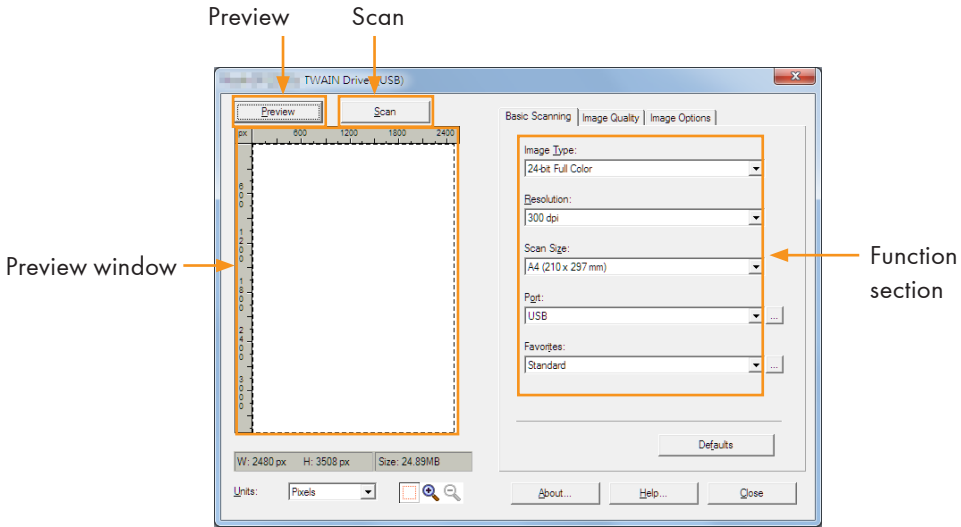 Preview
Scan
TWAIN Driver (USB)
Preview
Scan
px 600 1200 1800 2400
600
1200
1800
2400
3000
W: 2480 px H: 3508 px Size: 24.89MB
Units: Pixels
Basic Scanning Image Quality Image Options
Image Type:
24-bit Full Color
Resolution:
300 dpi
Scan Size:
A4 (210 x 297 mm)
Port:
USB
...
Favorites:
Standard
...
Defaults
About... Help... Close
Preview window
Function
section